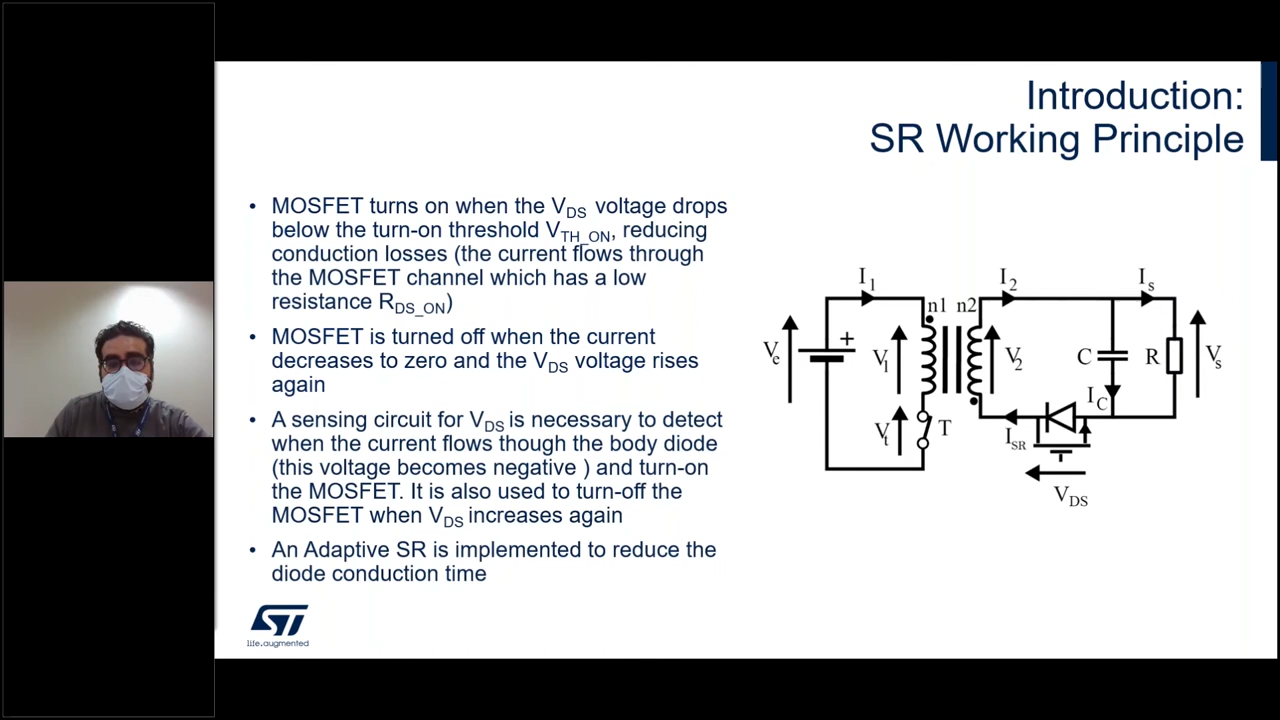 Introduction:
SR Working Principle
• MOSFET turns on when the VDS voltage drops
below the turn-on threshold VTH_ON, reducing
conduction losses (the current flows through
the MOSFET channel which has a low
resistance RDS_ON)
• MOSFET is turned off when the current
decreases to zero and the VDS voltage rises
again
• A sensing circuit for VDS is necessary to detect
when the current flows though the body diode
(this voltage becomes negative ) and turn-on
the MOSFET. It is also used to turn-off the
MOSFET when VDS increases again
• An Adaptive SR is implemented to reduce the
diode conduction time
I1
I2
Is
n1 n2
+
Ve
V1
V2
C
R
Vs
IC
Vt
T
ISR
VDS
ST
life.augmented